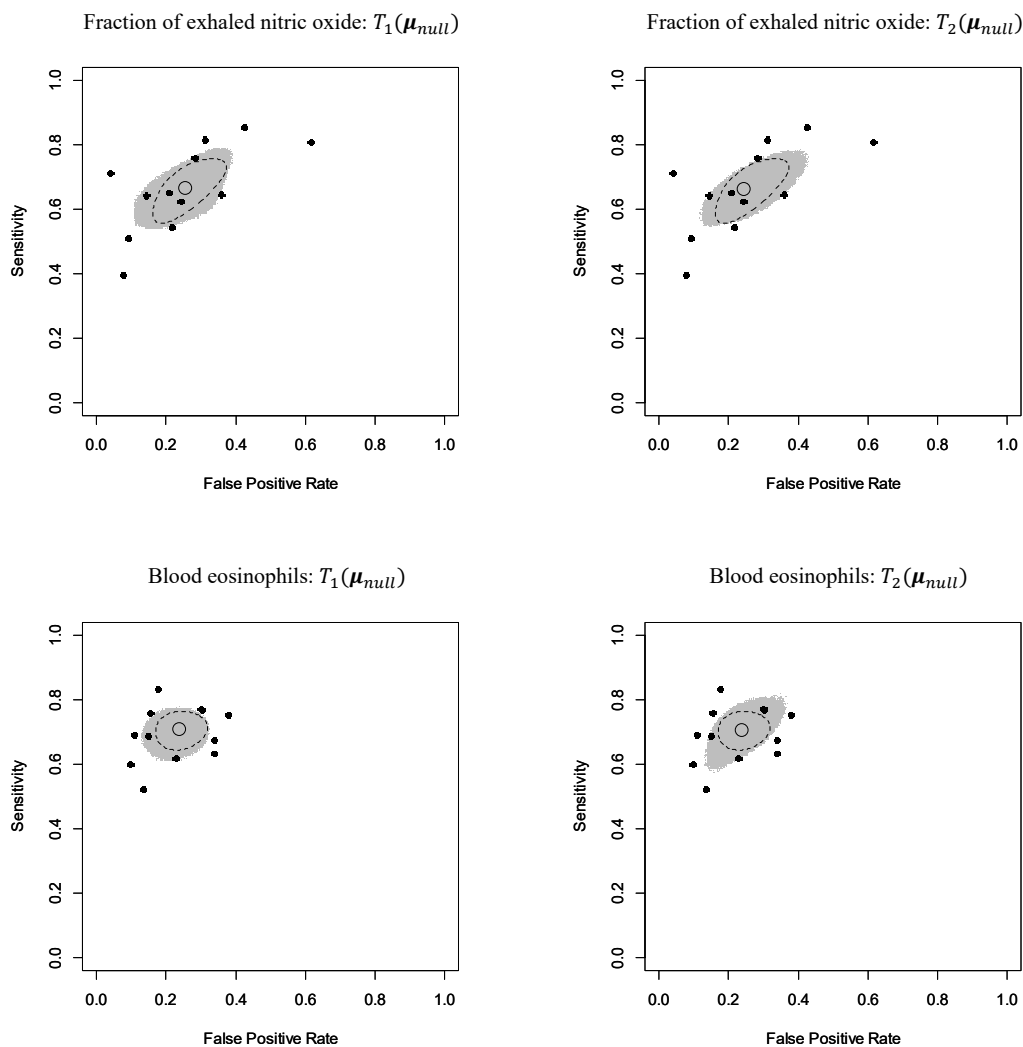 Fraction of exhaled nitric oxide: T₁(μₙᵤₗₗ)
Fraction of exhaled nitric oxide: T₂(μₙᵤₗₗ)
1.0
0.8
0.6
0.4
0.2
0.0
Sensitivity
0.0 0.2 0.4 0.6 0.8 1.0
False Positive Rate
1.0
0.8
0.6
0.4
0.2
0.0
Sensitivity
0.0 0.2 0.4 0.6 0.8 1.0
False Positive Rate
Blood eosinophils: T₁(μₙᵤₗₗ)
Blood eosinophils: T₂(μₙᵤₗₗ)
1.0
0.8
0.6
0.4
0.2
0.0
Sensitivity
0.0 0.2 0.4 0.6 0.8 1.0
False Positive Rate
1.0
0.8
0.6
0.4
0.2
0.0
Sensitivity
0.0 0.2 0.4 0.6 0.8 1.0
False Positive Rate